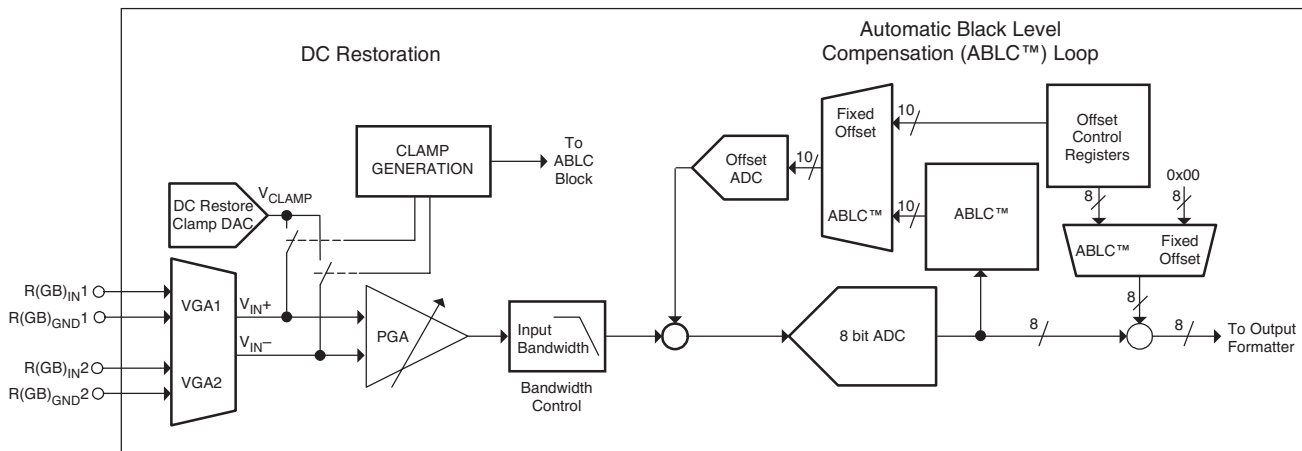 DC Restoration
Automatic Black Level
Compensation (ABLC™) Loop
CLAMP
GENERATION
To
ABLC
Block
DC Restore
Clamp DAC
VCLAMP
R(GB)IN1
R(GB)GND1
R(GB)IN2
R(GB)GND2
VGA1
VGA2
VIN+
VIN−
PGA
Input
Bandwidth
Bandwidth
Control
Offset
ADC
10
Fixed
Offset
ABLC™
10
10
ABLC™
Offset
Control
Registers
8
0x00
8
ABLC™
Fixed
Offset
8
8 bit ADC
8
8
To Output
Formatter